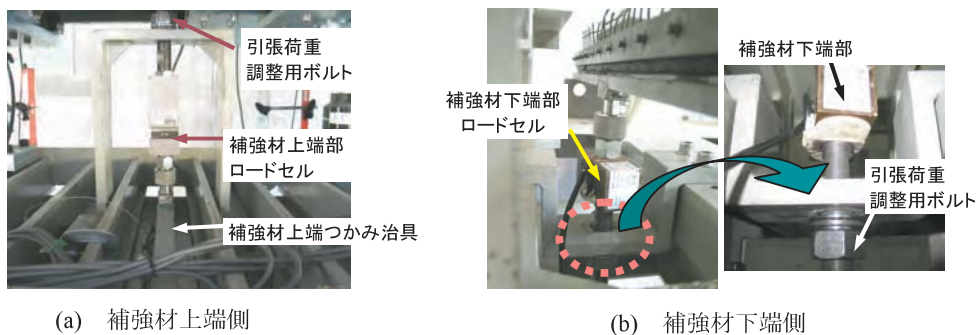 引張荷重
調整用ボルト
補強材上端部
ロードセル
補強材上端つかみ治具
(a) 補強材上端側
補強材下端部
ロードセル
補強材下端部
引張荷重
調整用ボルト
(b) 補強材下端側